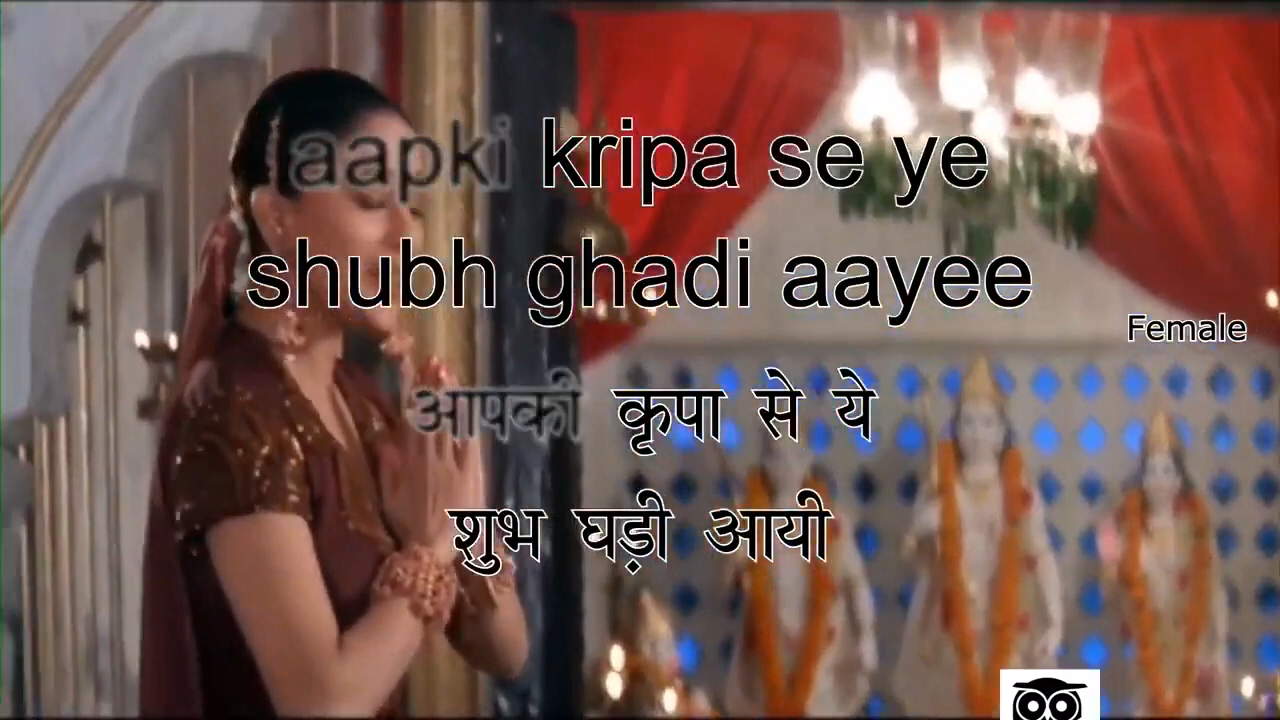 aapki kripa se ye
shubh ghadi aayee
Female
आपकी कृपा से ये
शुभ घड़ी आयी